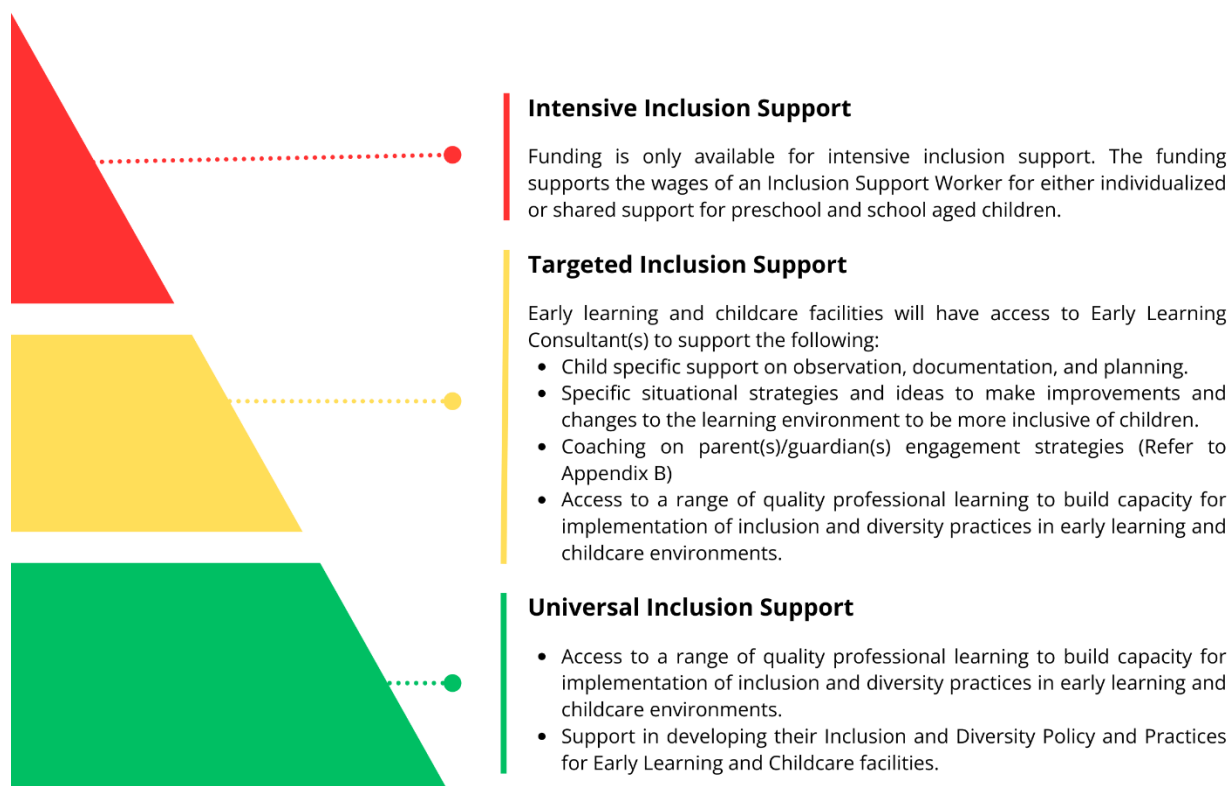 Intensive Inclusion Support
Funding is only available for intensive inclusion support. The funding
supports the wages of an Inclusion Support Worker for either individualized
or shared support for preschool and school aged children.
Targeted Inclusion Support
Early learning and childcare facilities will have access to Early Learning
Consultant(s) to support the following:
• Child specific support on observation, documentation, and planning.
• Specific situational strategies and ideas to make improvements and
changes to the learning environment to be more inclusive of children.
• Coaching on parent(s)/guardian(s) engagement strategies (Refer to
Appendix B)
• Access to a range of quality professional learning to build capacity for
implementation of inclusion and diversity practices in early learning and
childcare environments.
Universal Inclusion Support
• Access to a range of quality professional learning to build capacity for
implementation of inclusion and diversity practices in early learning and
childcare environments.
• Support in developing their Inclusion and Diversity Policy and Practices
for Early Learning and Childcare facilities.